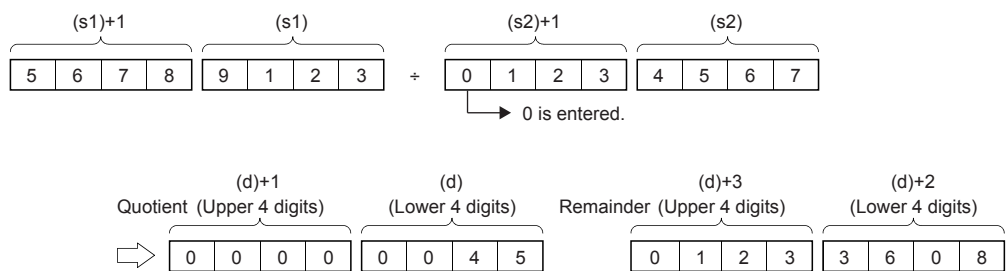 (s1)+1 (s1) (s2)+1 (s2)
5 6 7 8 9 1 2 3 ÷ 0 1 2 3 4 5 6 7
0 is entered.
(d)+1 (d) (d)+3 (d)+2
Quotient (Upper 4 digits) (Lower 4 digits) Remainder (Upper 4 digits) (Lower 4 digits)
0 0 0 0 0 0 4 5 0 1 2 3 3 6 0 8